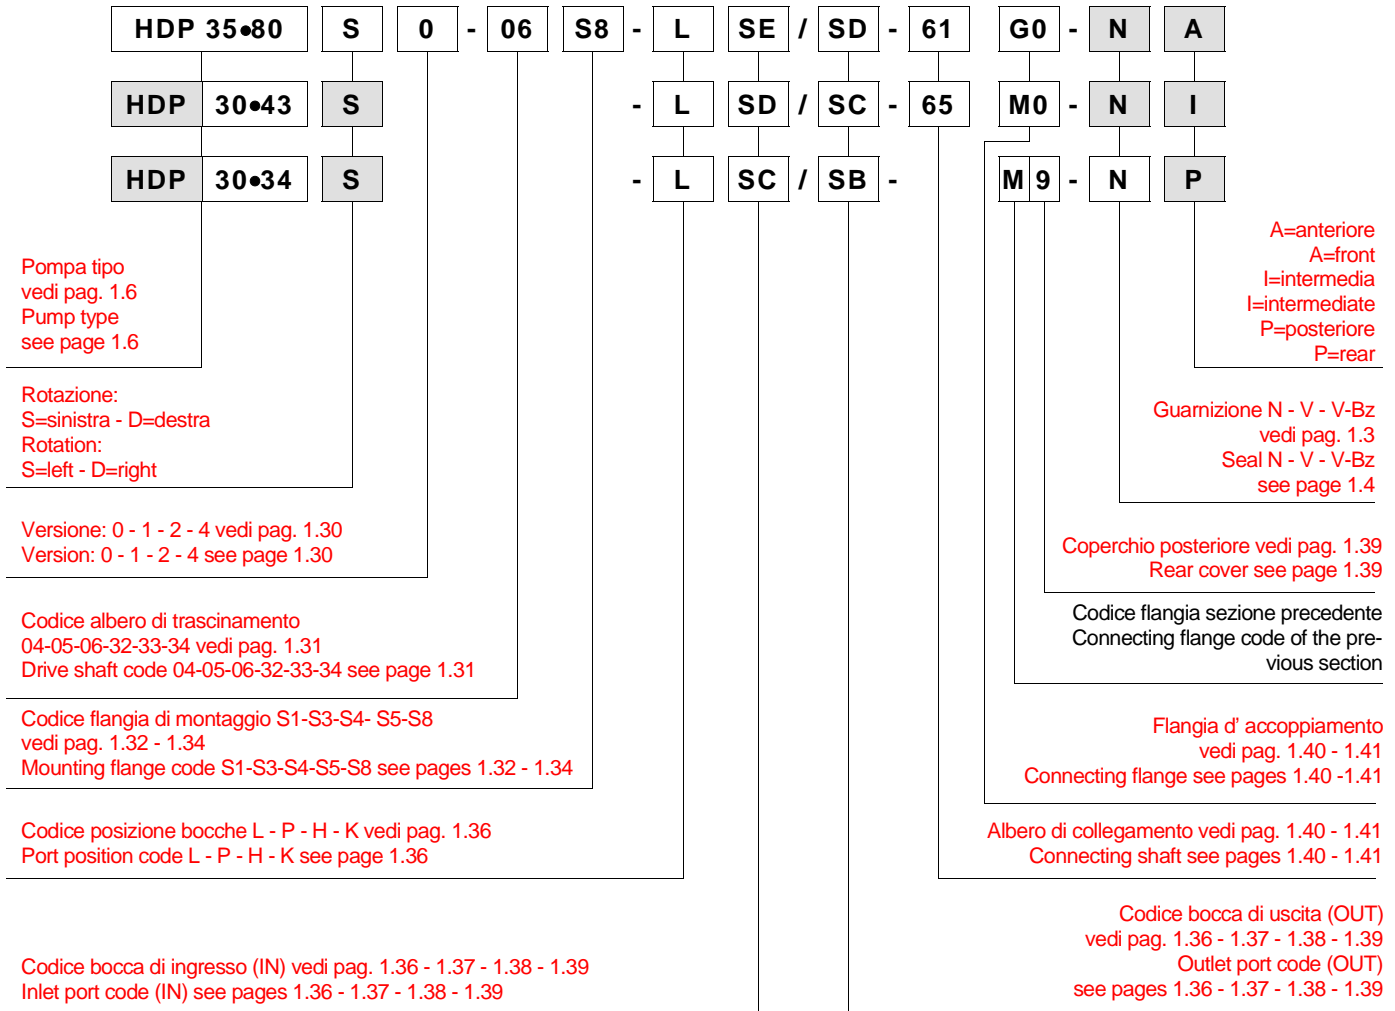 HDP 35•80 S 0 - 06 S8 - L SE / SD - 61 G0 - N A
HDP 30•43 S - L SD / SC - 65 M0 - N I
HDP 30•34 S - L SC / SB - M 9 - N P
Pompa tipo
vedi pag. 1.6
Pump type
see page 1.6
Rotazione:
S=sinistra - D=destra
Rotation:
S=left - D=right
Versione: 0 - 1 - 2 - 4 vedi pag. 1.30
Version: 0 - 1 - 2 - 4 see page 1.30
Codice albero di trascinamento
04-05-06-32-33-34 vedi pag. 1.31
Drive shaft code 04-05-06-32-33-34 see page 1.31
Codice flangia di montaggio S1-S3-S4- S5-S8
vedi pag. 1.32 - 1.34
Mounting flange code S1-S3-S4-S5-S8 see pages 1.32 - 1.34
Codice posizione bocche L - P - H - K vedi pag. 1.36
Port position code L - P - H - K see page 1.36
Codice bocca di ingresso (IN) vedi pag. 1.36 - 1.37 - 1.38 - 1.39
Inlet port code (IN) see pages 1.36 - 1.37 - 1.38 - 1.39
A=anteriore
A=front
I=intermedia
I=intermediate
P=posteriore
P=rear
Guarnizione N - V - V-Bz
vedi pag. 1.3
Seal N - V - V-Bz
see page 1.4
Coperchio posteriore vedi pag. 1.39
Rear cover see page 1.39
Codice flangia sezione precedente
Connecting flange code of the pre-
vious section
Flangia d' accoppiamento
vedi pag. 1.40 - 1.41
Connecting flange see pages 1.40 -1.41
Albero di collegamento vedi pag. 1.40 - 1.41
Connecting shaft see pages 1.40 - 1.41
Codice bocca di uscita (OUT)
vedi pag. 1.36 - 1.37 - 1.38 - 1.39
Outlet port code (OUT)
see pages 1.36 - 1.37 - 1.38 - 1.39